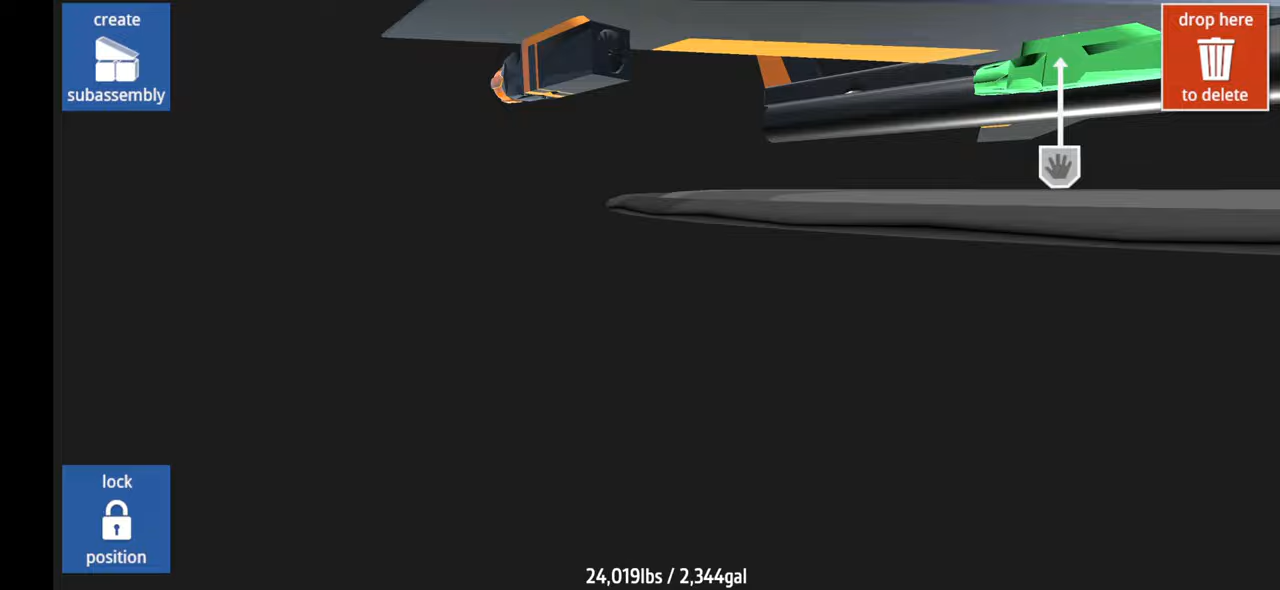 create
subassembly
drop here
to delete
lock
position
24,019lbs / 2,344gal